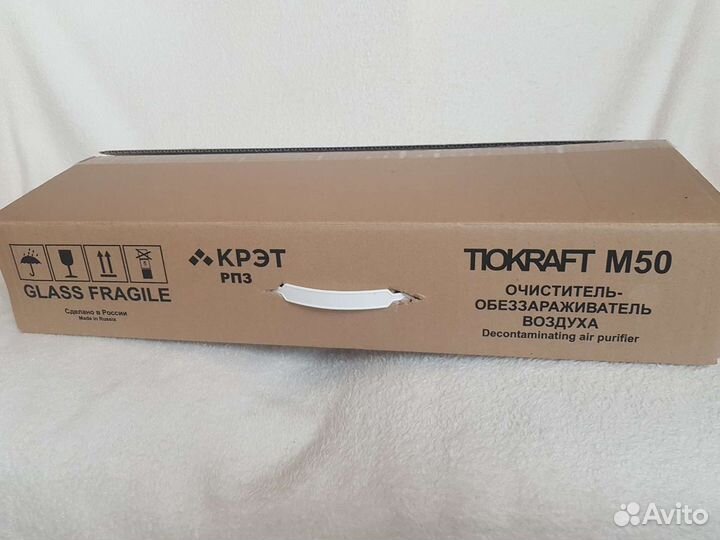 GLASS FRAGILE
Сделано в России
Made in Russia
КРЭТ
РПЗ
TIOKRAFT M50
ОЧИСТИТЕЛЬ-
ОБЕЗЗАРАЖИВАТЕЛЬ
ВОЗДУХА
Decontaminating air purifier
Avito